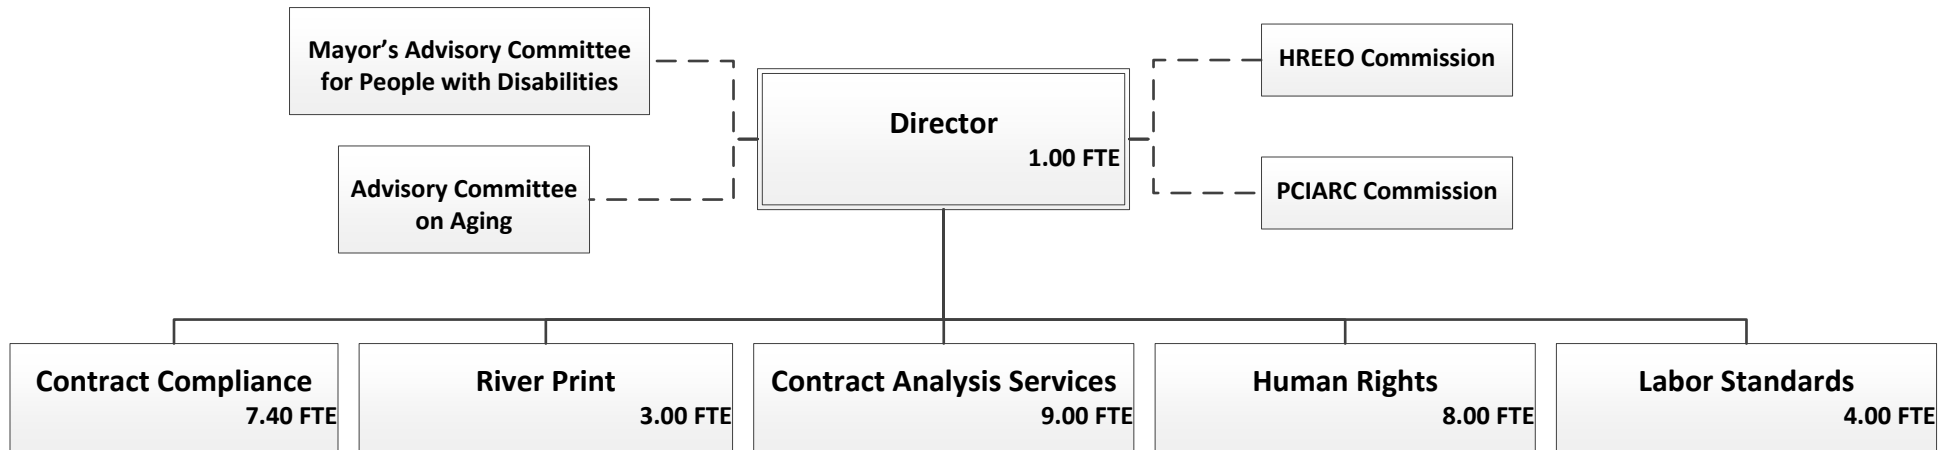 Mayor’s Advisory Committee
for People with Disabilities
HREEO Commission
Director
1.00 FTE
Advisory Committee
on Aging
PCIARC Commission
Contract Compliance
7.40 FTE
River Print
3.00 FTE
Contract Analysis Services
9.00 FTE
Human Rights
8.00 FTE
Labor Standards
4.00 FTE